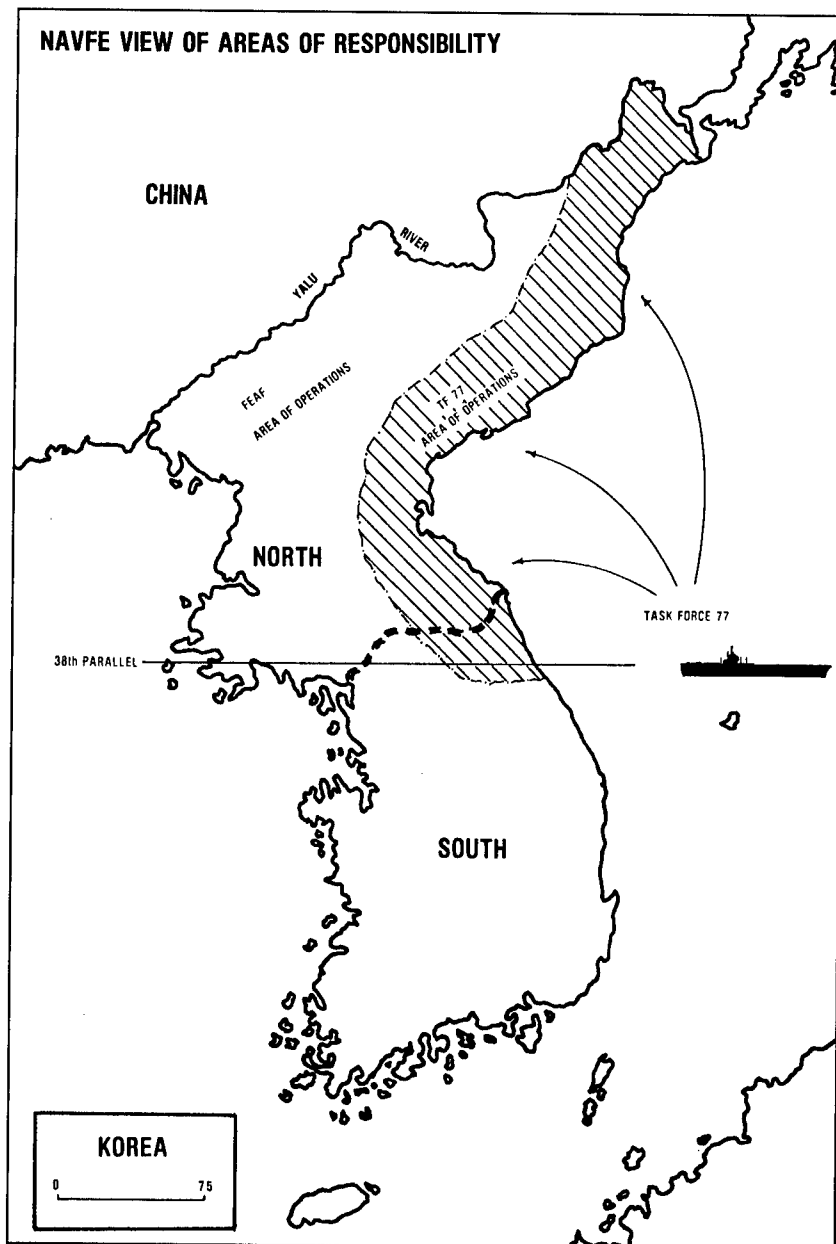 NAVFE VIEW OF AREAS OF RESPONSIBILITY
CHINA
YALU
RIVER
FEAF
AREA OF OPERATIONS
TF 77
AREA OF OPERATIONS
NORTH
TASK FORCE 77
38th PARALLEL
SOUTH
KOREA
0 75